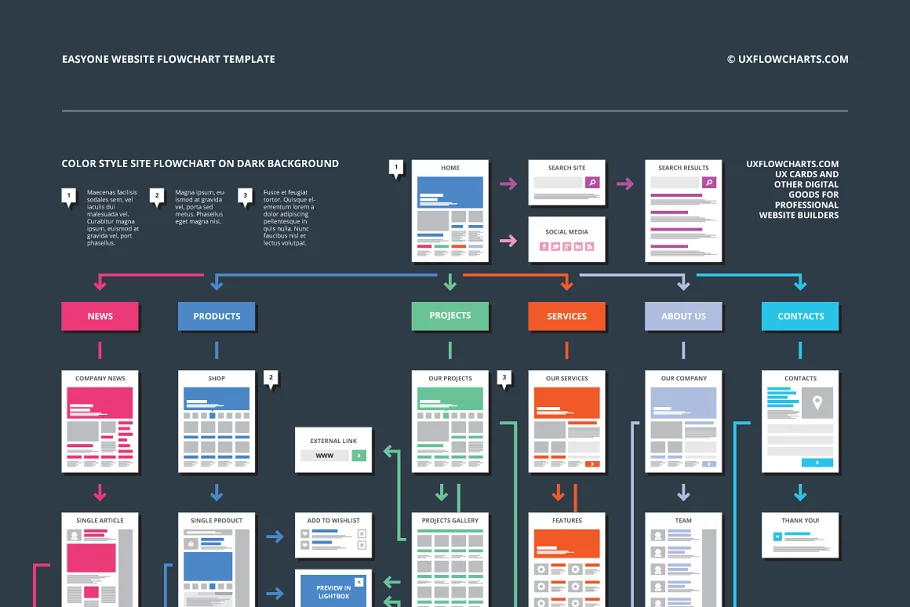 EASYONE WEBSITE FLOWCHART TEMPLATE
© UXFLOWCHARTS.COM
COLOR STYLE SITE FLOWCHART ON DARK BACKGROUND
1
Maecenas facilisis
sodales sem, vel
iaculis dui
malesuada vel.
Curabitur magna
ipsum, euismod at
gravida vel, port
phasellus.
2
Magna ipsum, eu-
ismod at gravida
vel, porta sed
metus. Phasellus
eget magna nisi.
3
Fusce et feugiat
tortor. Quisque el-
ementum lorem a
dolor adipiscing
pellentesque in
quis nulla. Nunc
faucibus nisl et
lectus volutpat.
1
HOME
SEARCH SITE
SEARCH RESULTS
SOCIAL MEDIA
UXFLOWCHARTS.COM
UX CARDS AND
OTHER DIGITAL
GOODS FOR
PROFESSIONAL
WEBSITE BUILDERS
NEWS
PRODUCTS
PROJECTS
SERVICES
ABOUT US
CONTACTS
COMPANY NEWS
SHOP
2
OUR PROJECTS
3
OUR SERVICES
OUR COMPANY
CONTACTS
EXTERNAL LINK
WWW
SINGLE ARTICLE
SINGLE PRODUCT
ADD TO WISHLIST
PROJECTS GALLERY
FEATURES
TEAM
THANK YOU!
PREVIEW IN
LIGHTBOX